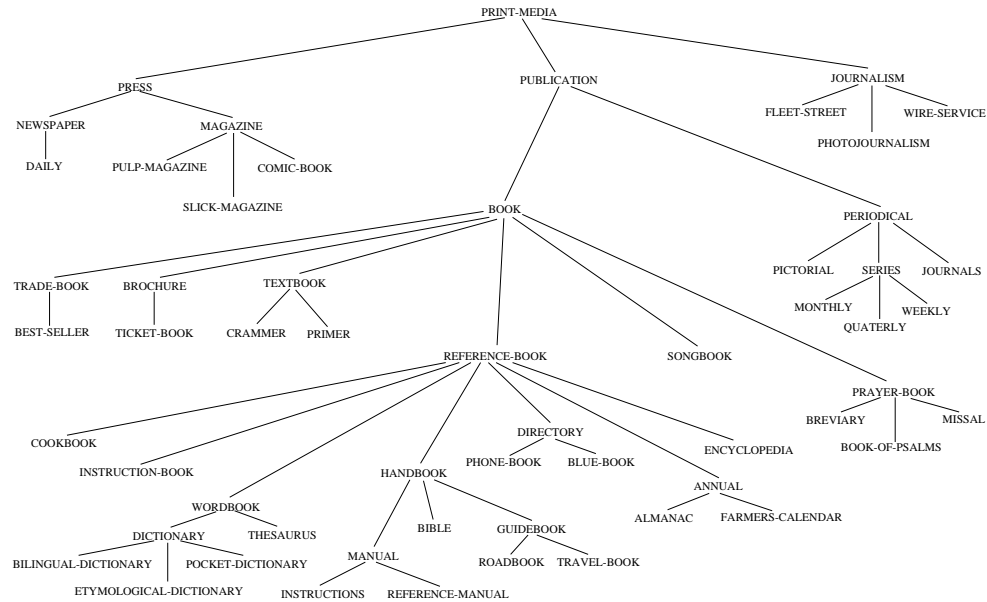 PRINT-MEDIA
PRESS
PUBLICATION
JOURNALISM
NEWSPAPER
MAGAZINE
FLEET-STREET
WIRE-SERVICE
PHOTOJOURNALISM
DAILY
PULP-MAGAZINE
COMIC-BOOK
SLICK-MAGAZINE
BOOK
PERIODICAL
PICTORIAL
SERIES
JOURNALS
MONTHLY
WEEKLY
QUATERLY
TRADE-BOOK
BROCHURE
TEXTBOOK
BEST-SELLER
TICKET-BOOK
CRAMMER
PRIMER
REFERENCE-BOOK
SONGBOOK
PRAYER-BOOK
BREVIARY
MISSAL
BOOK-OF-PSALMS
COOKBOOK
INSTRUCTION-BOOK
DIRECTORY
ENCYCLOPEDIA
PHONE-BOOK
BLUE-BOOK
HANDBOOK
ANNUAL
WORDBOOK
ALMANAC
FARMERS-CALENDAR
DICTIONARY
THESAURUS
BIBLE
GUIDEBOOK
BILINGUAL-DICTIONARY
POCKET-DICTIONARY
MANUAL
ROADBOOK
TRAVEL-BOOK
ETYMOLOGICAL-DICTIONARY
INSTRUCTIONS
REFERENCE-MANUAL